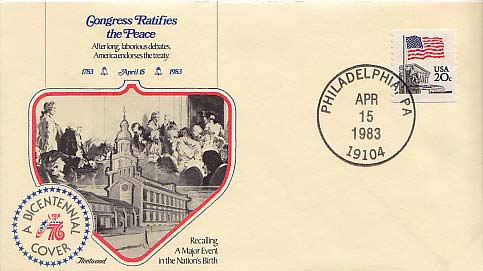 Congress Ratifies
the Peace
After long, laborious debates,
America endorses the treaty.
1783 April 15 1983
USA
20c
PHILADELPHIA, PA
APR
15
1983
19104
A BICENTENNIAL
76
COVER
Fleetwood
Recalling
A Major Event
in the Nation's Birth